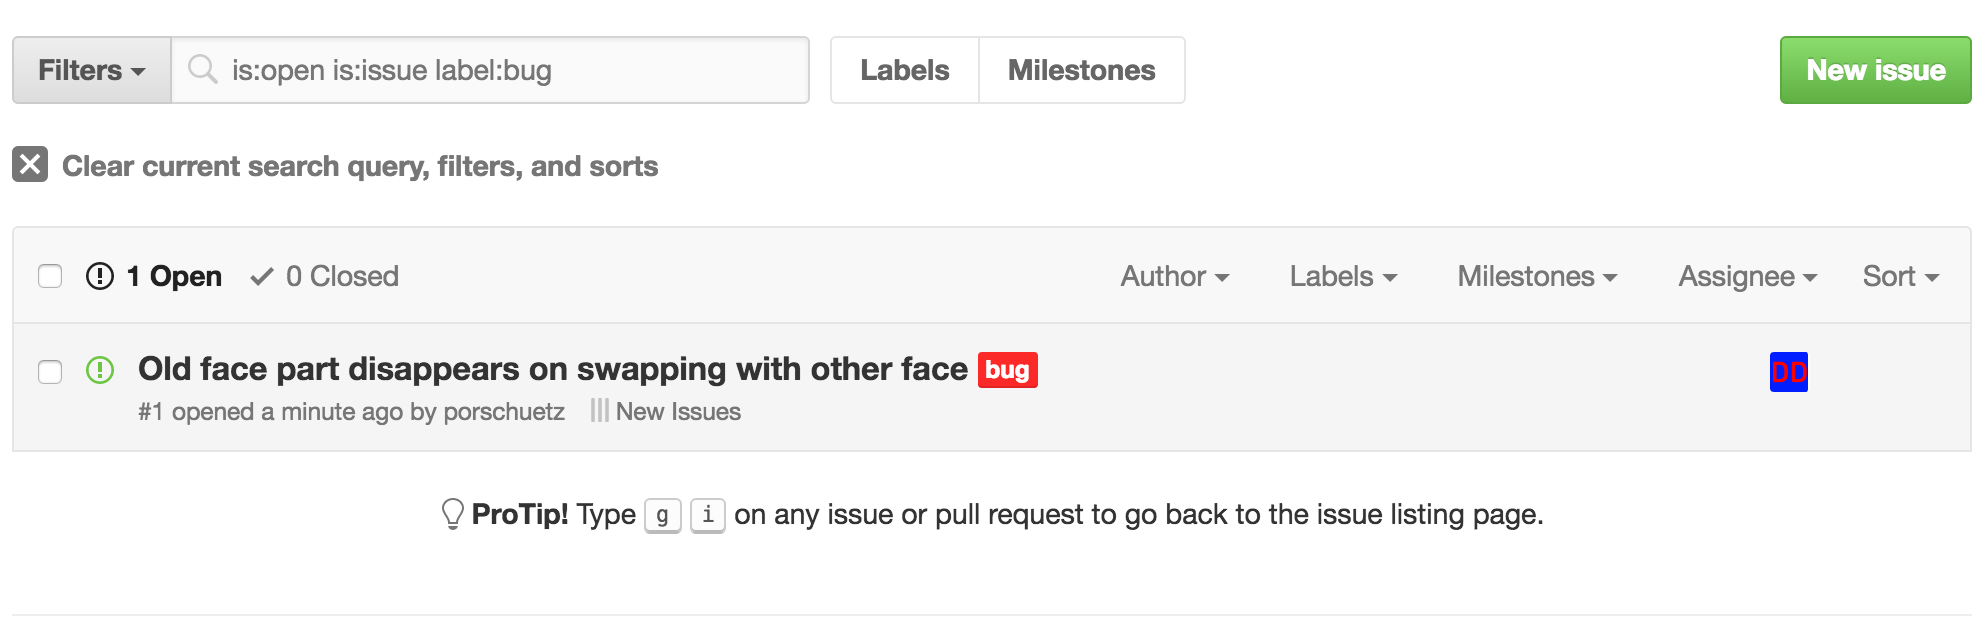 Filters is:open is:issue label:bug Labels Milestones New issue
Clear current search query, filters, and sorts
1 Open 0 Closed Author Labels Milestones Assignee Sort
Old face part disappears on swapping with other face bug DD
#1 opened a minute ago by porschuetz New Issues
ProTip! Type g i on any issue or pull request to go back to the issue listing page.